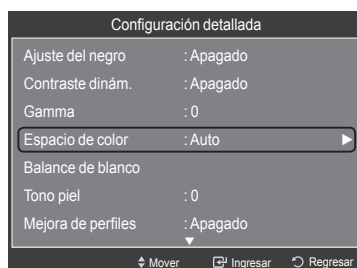 Configuración detallada
Ajuste del negro : Apagado
Contraste dinám. : Apagado
Gamma : 0
Espacio de color : Auto
Balance de blanco
Tono piel : 0
Mejora de perfiles : Apagado
Mover Ingresar Regresar